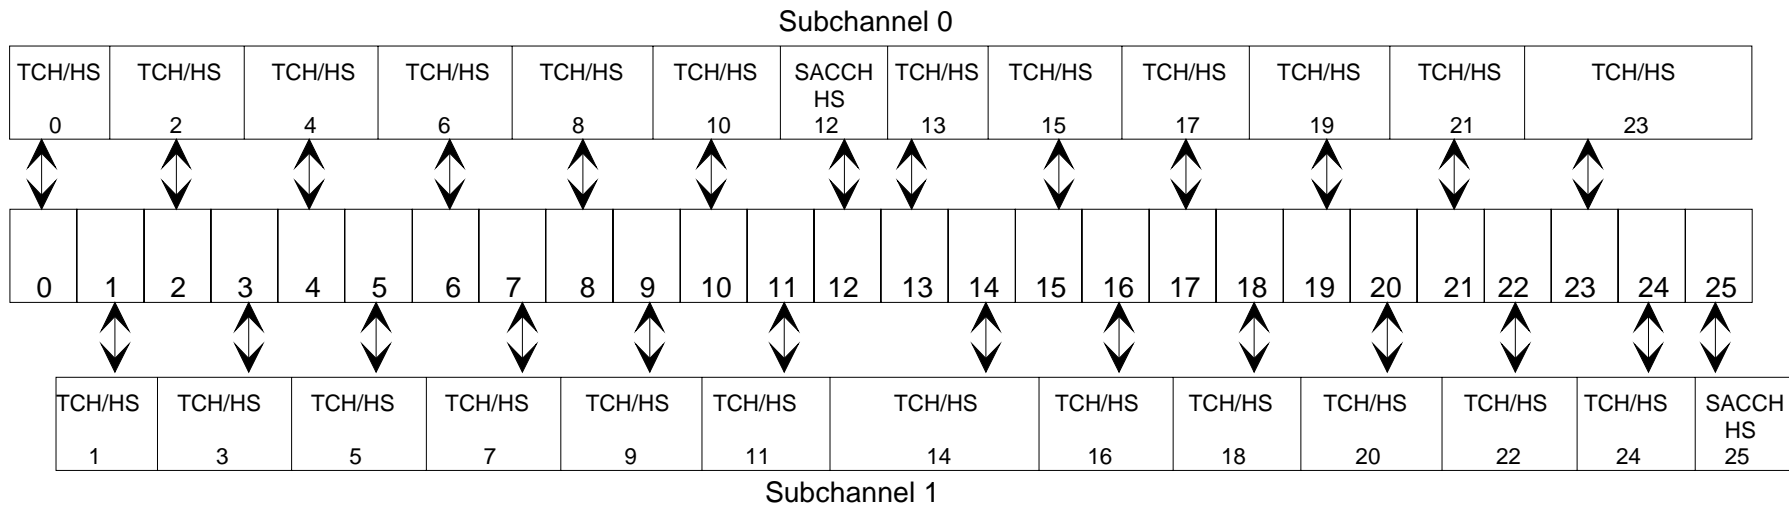 Subchannel 0
TCH/HS TCH/HS TCH/HS TCH/HS TCH/HS TCH/HS SACCH TCH/HS TCH/HS TCH/HS TCH/HS TCH/HS TCH/HS
HS
0 2 4 6 8 10 12 13 15 17 19 21 23
0 1 2 3 4 5 6 7 8 9 10 11 12 13 14 15 16 17 18 19 20 21 22 23 24 25
TCH/HS TCH/HS TCH/HS TCH/HS TCH/HS TCH/HS TCH/HS TCH/HS TCH/HS TCH/HS TCH/HS TCH/HS SACCH
HS
1 3 5 7 9 11 14 16 18 20 22 24 25
Subchannel 1